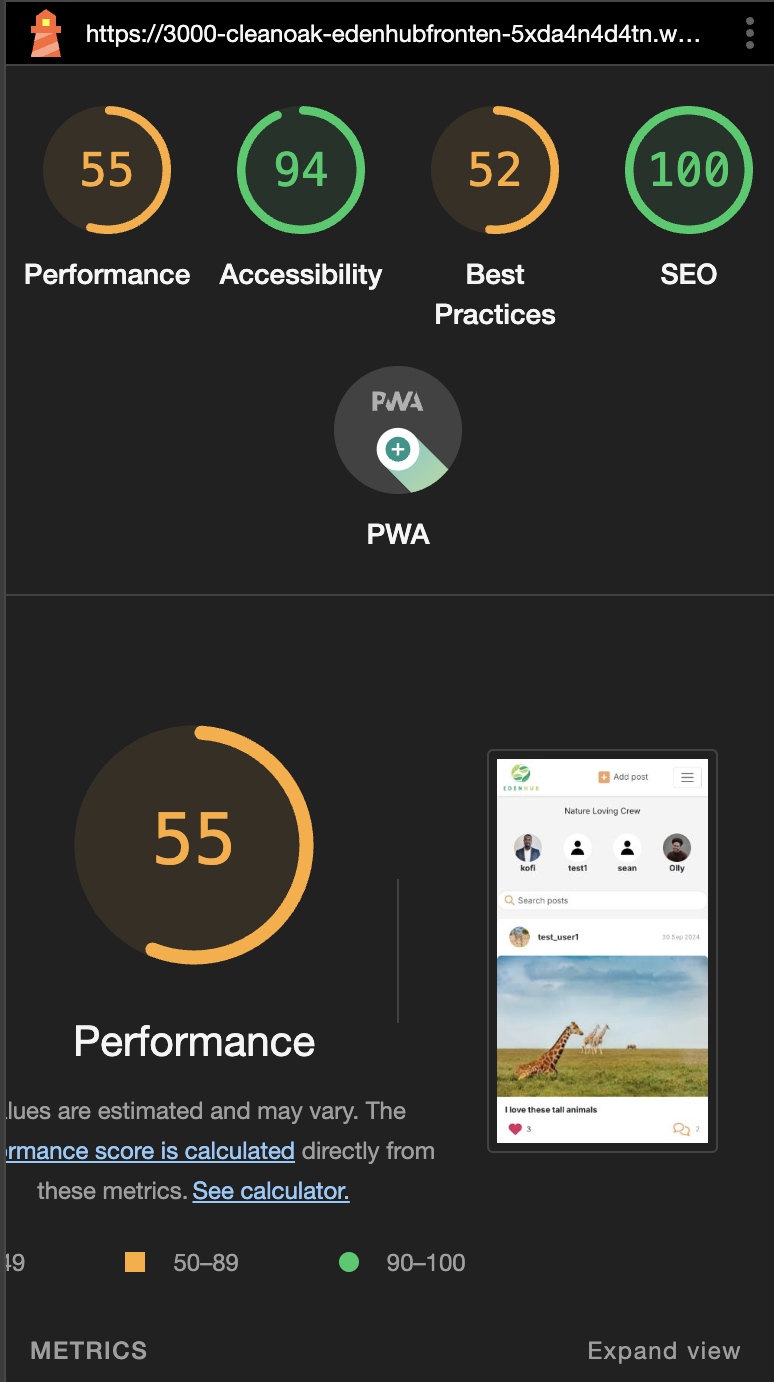 https://3000-cleanoak-edenhubfronten-5xda4n4d4tn.w…
55
94
52
100
Performance
Accessibility
Best
Practices
SEO
PWA
PWA
55
Performance
lues are estimated and may vary. The
rmance score is calculated directly from
these metrics. See calculator.
49
50–89
90–100
EDENHUB
Add post
Nature Loving Crew
kofi
test1
sean
Olly
Search posts
test_user1
30 Sep 2024
I love these tall animals
3
2
METRICS
Expand view